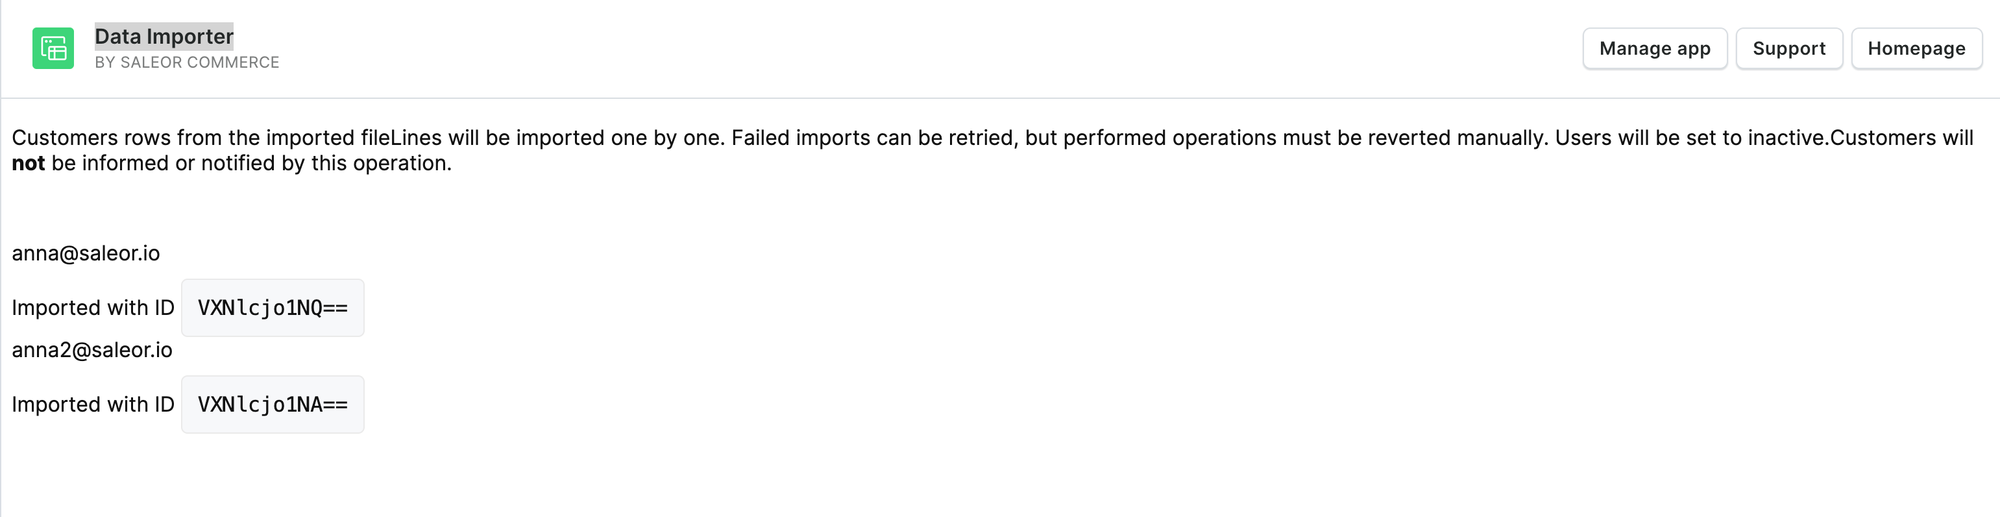 Data Importer
BY SALEOR COMMERCE
Manage app
Support
Homepage
Customers rows from the imported fileLines will be imported one by one. Failed imports can be retried, but performed operations must be reverted manually. Users will be set to inactive.Customers will
not be informed or notified by this operation.
anna@saleor.io
Imported with ID VXNlcjo1NQ==
anna2@saleor.io
Imported with ID VXNlcjo1NA==